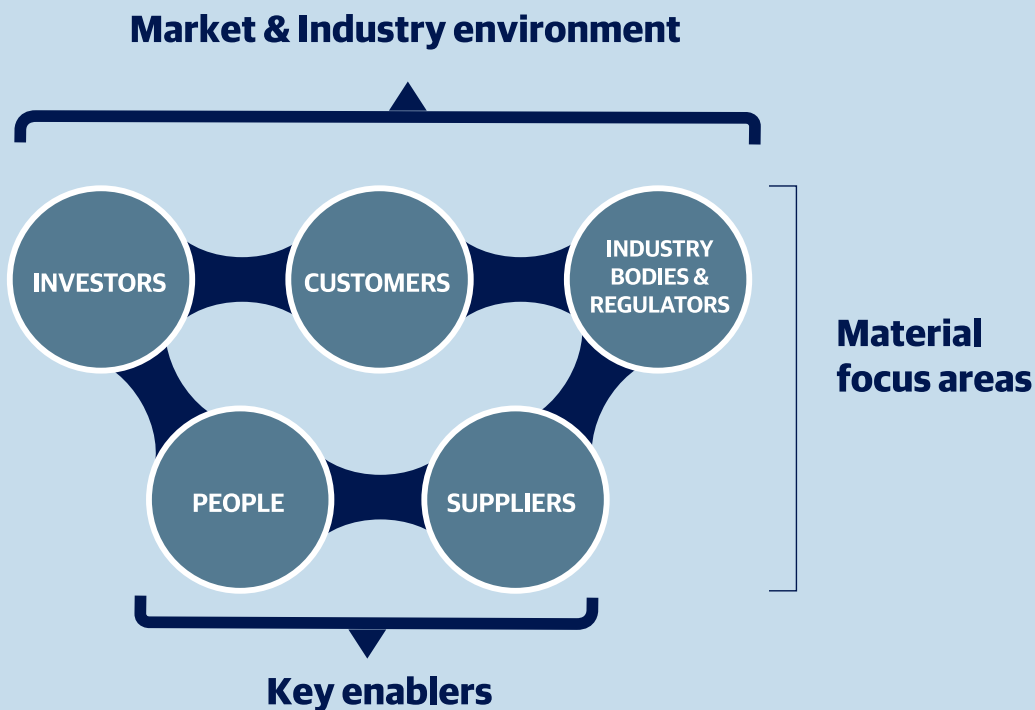 Market & Industry environment
INVESTORS
CUSTOMERS
INDUSTRY
BODIES &
REGULATORS
Material
focus areas
PEOPLE
SUPPLIERS
Key enablers